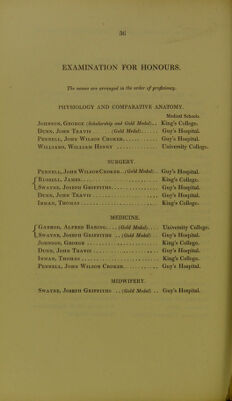 36
EXAMINATION FOR HONOURS.
The names are arranged in the order of proficiency.
PHYSIOLOGY AND COMPARATIVE ANATOMY.
Medical Schools.
JOHNSON, GEORGE (Scholarship and Gold Medal).. King's College.
DUNN, JOHN TRAVIS ...... (Gold Medal)...... Guy's Hospital.
PENNELL, JOHN WILSON CROKER............ Guy's Hospital.
WILLIAMS, WILLIAM HENRY ............ University College.
SURGERY.
PENNELL, JOHN WILSON CROKER..(Gold Medal).. Guy's Hospital.
{ RUSSELL, JAMES...................... King's College.
SWAYNE, JOSEPH GRIFFITHS.............. Guy's Hospital.
DUNN, JOHN TRAVIS .................. Guy's Hospital.
INMAN, THOMAS ...................... King's College.
MEDICINE.
{ GARROD, ALFRED BARING....(Gold Medal).... University College.
SWAYNE, JOSEPH GRIFFITHS ..(Gold Medal) Guy's Hospital.
JOHNSON, GEORGE .................... King's College.
DUNN, JOHN TRAVIS .................. Guy's Hospital.
INMAN, THOMAS ...................... King's College.
PENNELL, JOHN WILSON CROKER............ Guy's Hospital.
MIDWIFERY.
SWAYNE, JOSEPH GRIFFITHS ..(Gold Medal) .. Guy's Hospital.